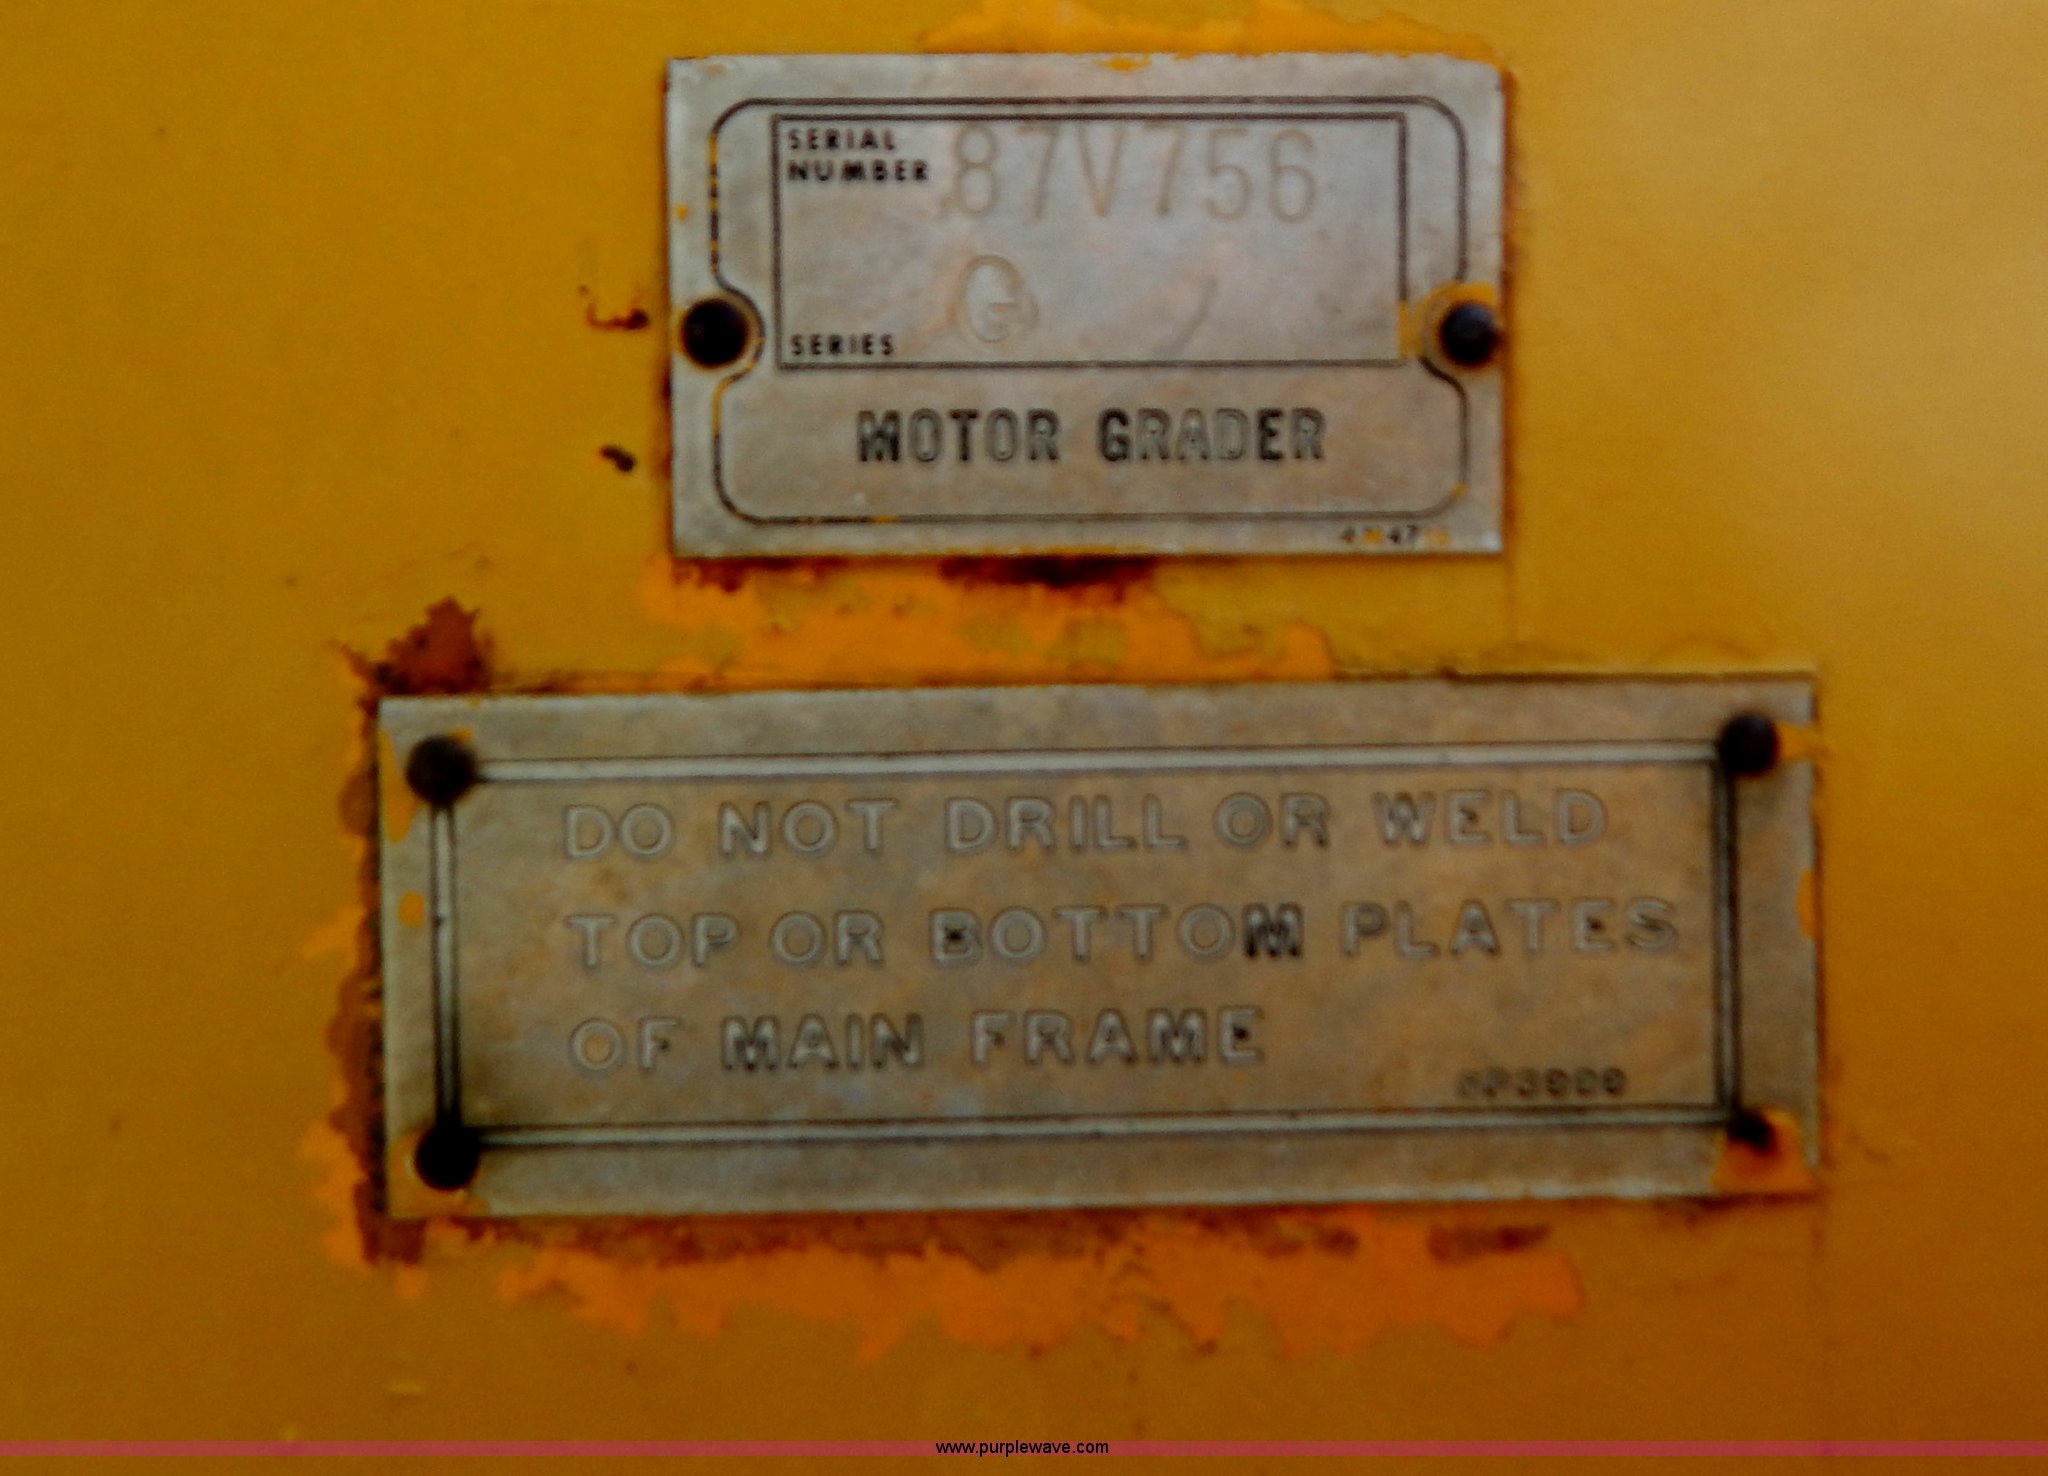 SERIAL
NUMBER 87V756
SERIES G
MOTOR GRADER
DO NOT DRILL OR WELD
TOP OR BOTTOM PLATES
OF MAIN FRAME
www.purplewave.com